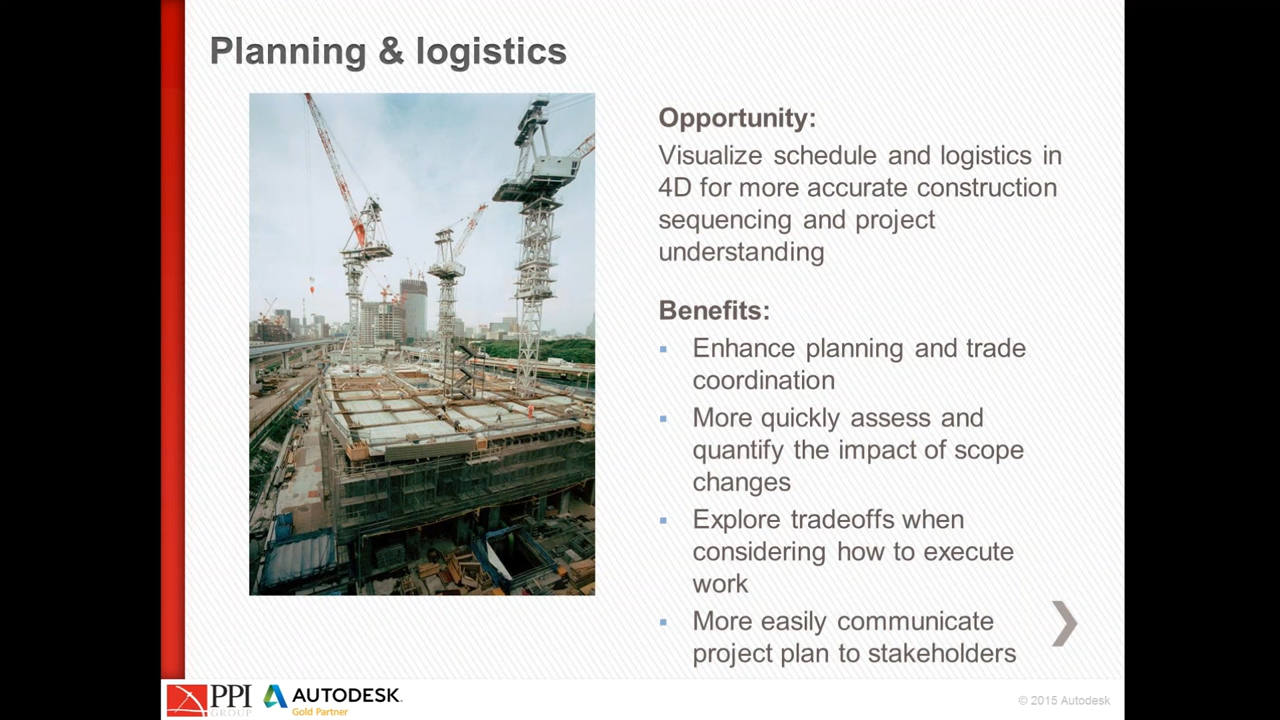 Planning & logistics
Opportunity:
Visualize schedule and logistics in
4D for more accurate construction
sequencing and project
understanding
Benefits:
Enhance planning and trade
coordination
More quickly assess and
quantify the impact of scope
changes
Explore tradeoffs when
considering how to execute
work
More easily communicate
project plan to stakeholders
PPI
GROUP
AUTODESK.
Gold Partner
© 2015 Autodesk